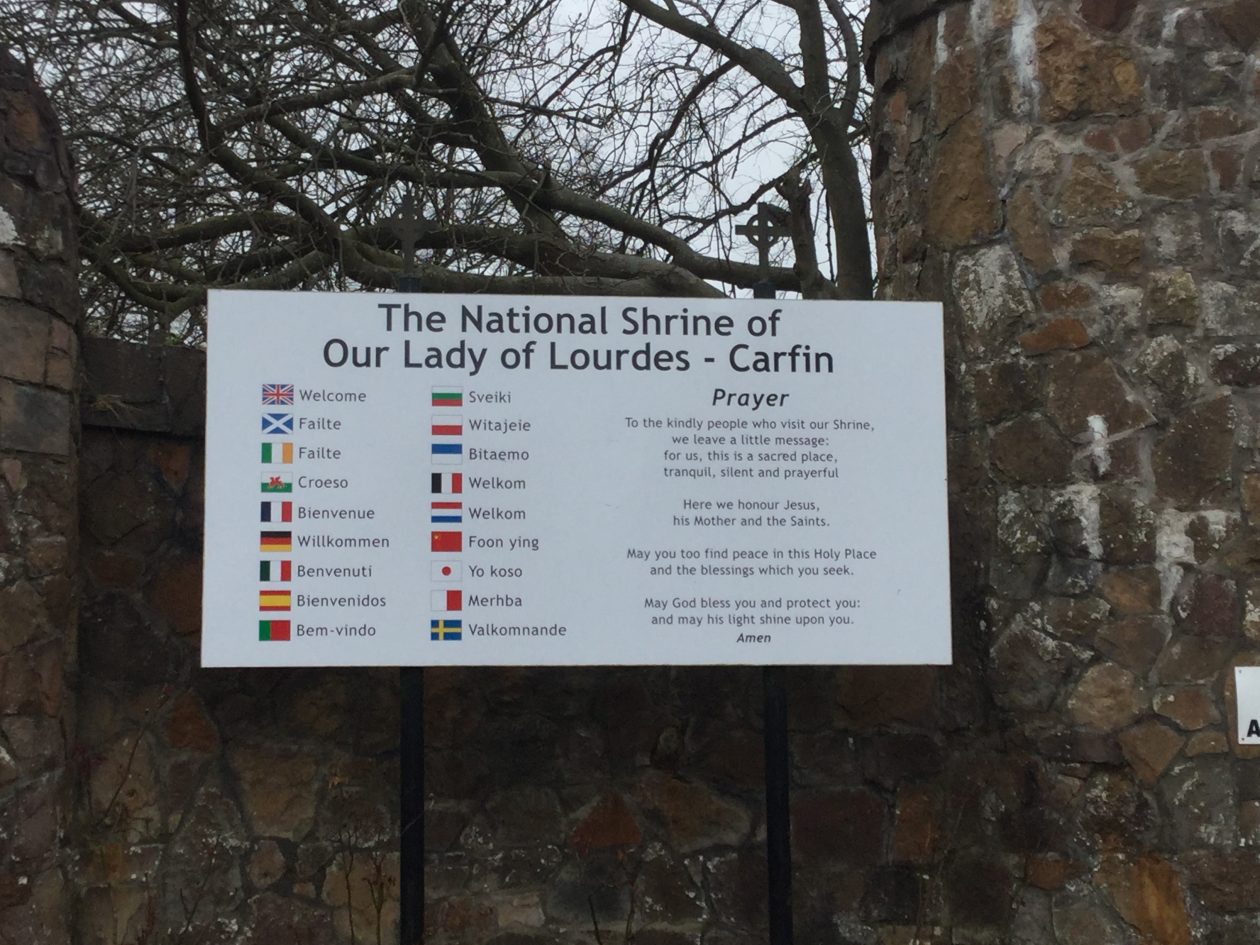 The National Shrine of
Our Lady of Lourdes - Carfin
Welcome
Failte
Failte
Croeso
Bienvenue
Willkommen
Benvenuti
Bienvenidos
Bem-vindo
Sveiki
Witajeie
Bitaemo
Welkom
Welkom
Foon ying
Yo koso
Merhba
Valkomnande
Prayer
To the kindly people who visit our Shrine,
we leave a little message:
for us, this is a sacred place,
tranquil, silent and prayerful
Here we honour Jesus,
his Mother and the Saints.
May you too find peace in this Holy Place
and the blessings which you seek.
May God bless you and protect you:
and may his light shine upon you.
Amen